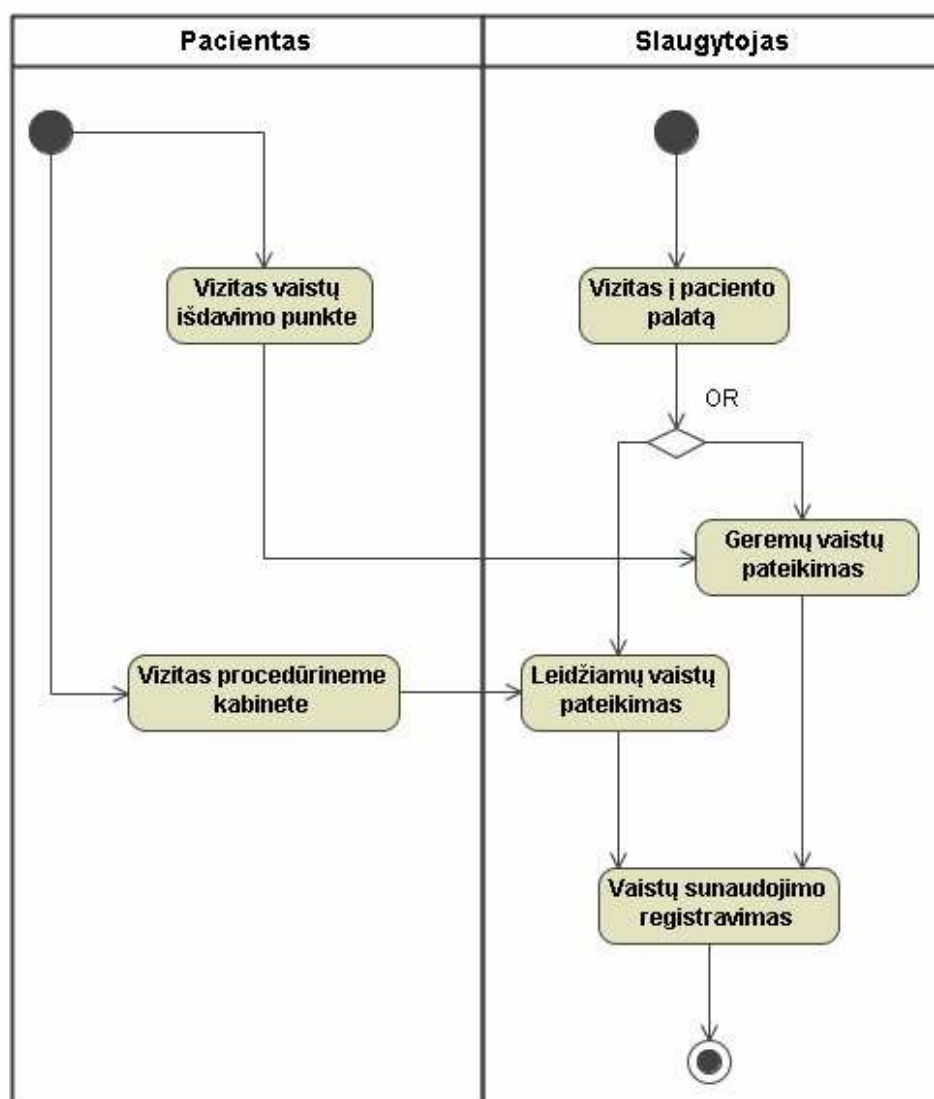 Pacientas
Slaugytojas
Vizitas vaistų
išdavimo punkte
Vizitas į paciento
palatą
OR
Geremų vaistų
pateikimas
Vizitas procedūrineme
kabinete
Leidžiamų vaistų
pateikimas
Vaistų sunaudojimo
registravimas